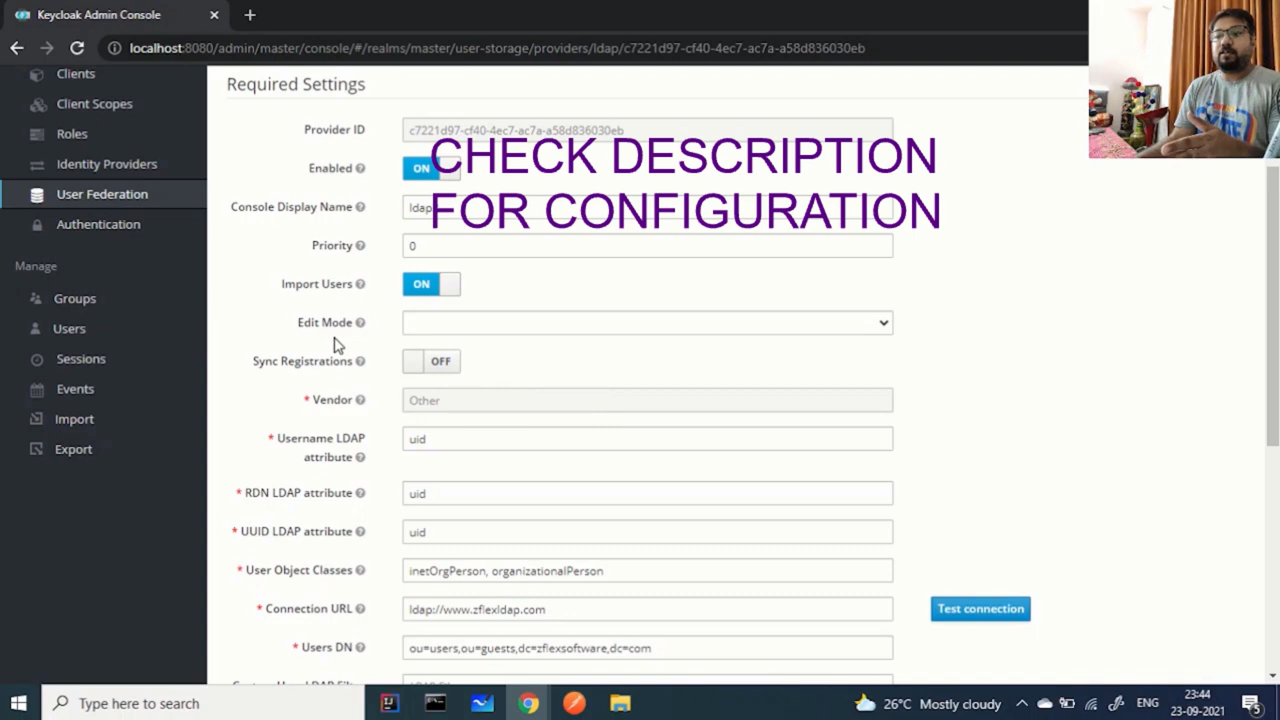 Keycloak Admin Console
localhost:8080/admin/master/console/#/realms/master/user-storage/providers/ldap/c7221d97-cf40-4ec7-ac7a-a58d836030eb
Clients
Client Scopes
Roles
Identity Providers
User Federation
Authentication
Manage
Groups
Users
Sessions
Events
Import
Export
Required Settings
Provider ID c7221d97-cf40-4ec7-ac7a-a58d836030eb
CHECK DESCRIPTION
FOR CONFIGURATION
Enabled ON
Console Display Name ldap
Priority 0
Import Users ON
Edit Mode
Sync Registrations OFF
* Vendor Other
* Username LDAP
attribute uid
* RDN LDAP attribute uid
* UUID LDAP attribute uid
* User Object Classes inetOrgPerson, organizationalPerson
* Connection URL ldap://www.zflexldap.com Test connection
* Users DN ou=users,ou=guests,dc=zflexsoftware,dc=com
Type here to search
26°C Mostly cloudy
ENG
23:44
23-09-2021
5